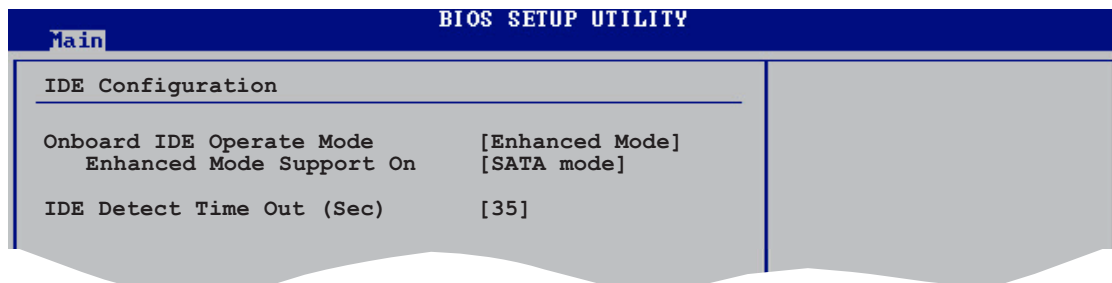 BIOS SETUP UTILITY
Main
IDE Configuration
Onboard IDE Operate Mode [Enhanced Mode]
Enhanced Mode Support On [SATA mode]
IDE Detect Time Out (Sec) [35]